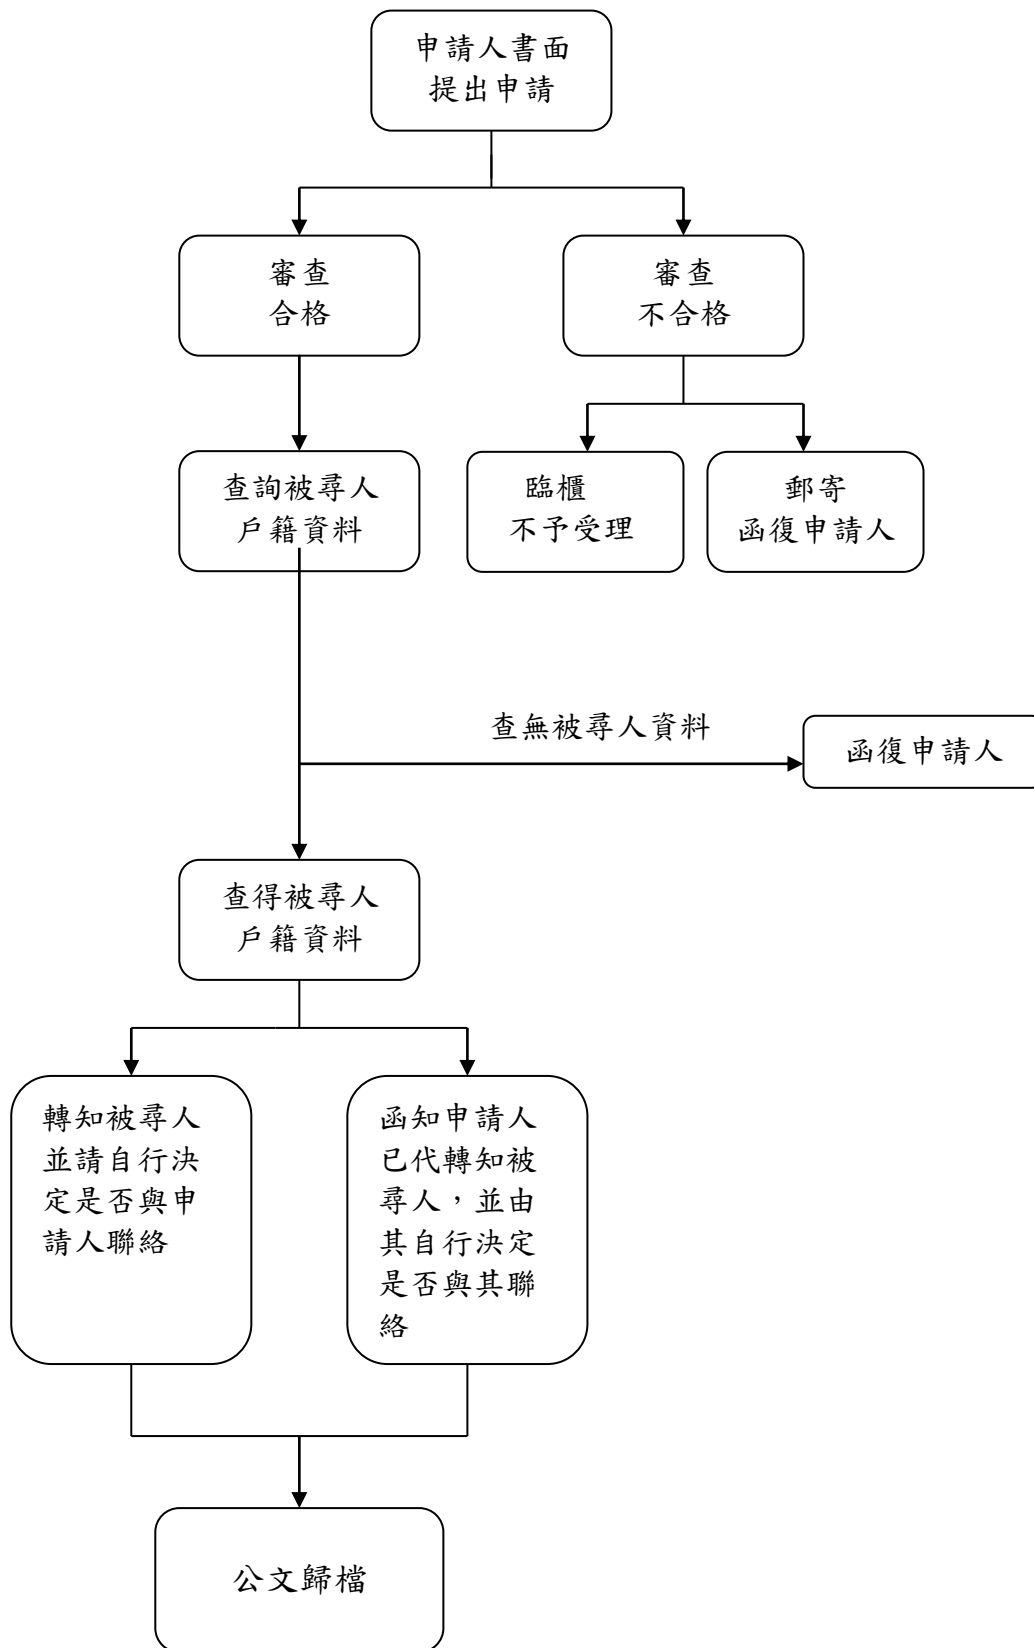 申請人書面
提出申請
審查
合格
審查
不合格
查詢被尋人
戶籍資料
臨櫃
不予受理
郵寄
函復申請人
查無被尋人資料
函復申請人
查得被尋人
戶籍資料
轉知被尋人
並請自行決
定是否與申
請人聯絡
函知申請人
已代轉知被
尋人，並由
其自行決定
是否與其聯
絡
公文歸檔